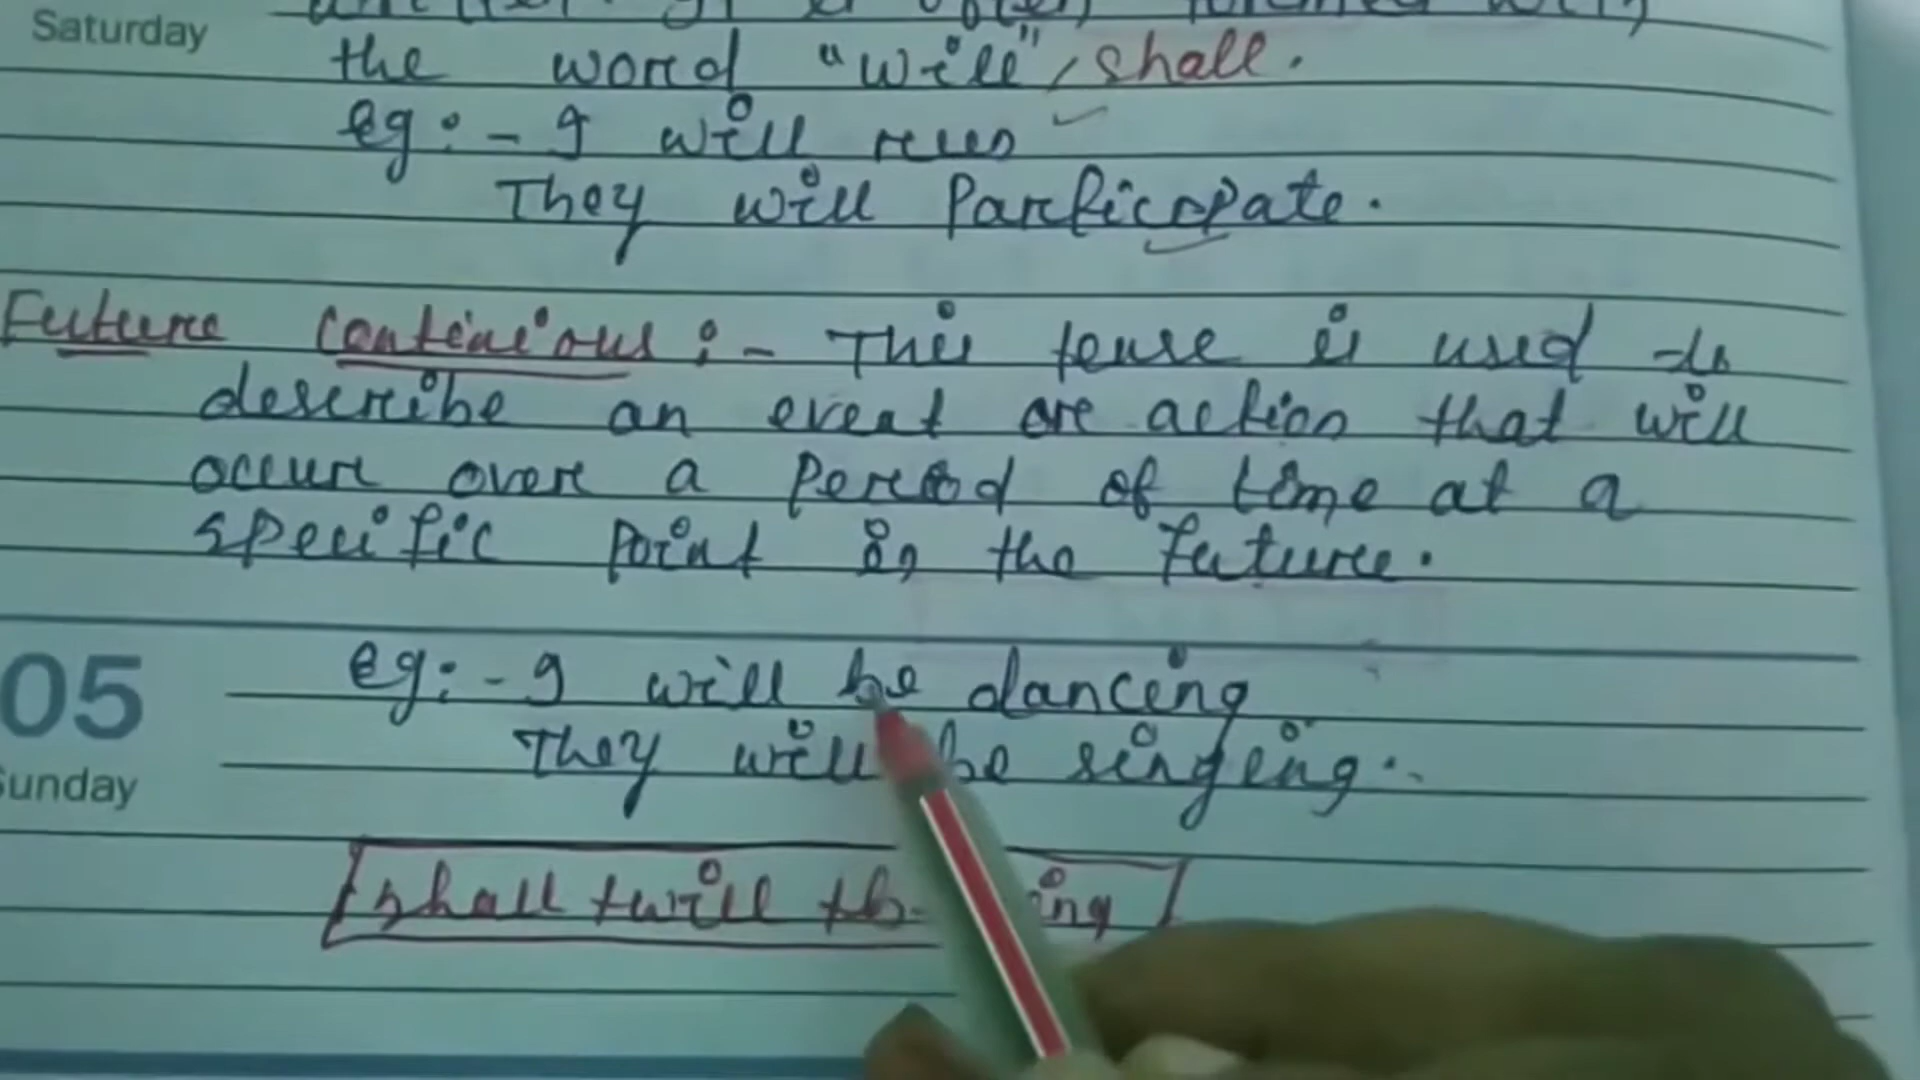 Saturday
the word "will", shall.
eg:- I will run
They will Participate.
Future Continious :- This tense is used to
describe an event or action that will
occur over a Period of time at a
specific Point in the future.
05
Sunday
eg:- I will be dancing
They will be singing.
shall + will + ing